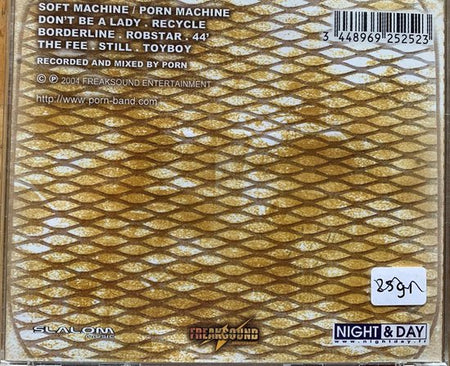 SOFT MACHINE / PORN MACHINE
DON'T BE A LADY . RECYCLE
BORDERLINE . ROBSTAR . 44'
THE FEE . STILL . TOYBOY
RECORDED AND MIXED BY PORN
© ℗ 2004 FREAKSOUND ENTERTAINMENT
http://www.porn-band.com
3 448969 252523
SLALOM
MUSIC
FREAKSOUND
NIGHT & DAY
www.nightday.fr